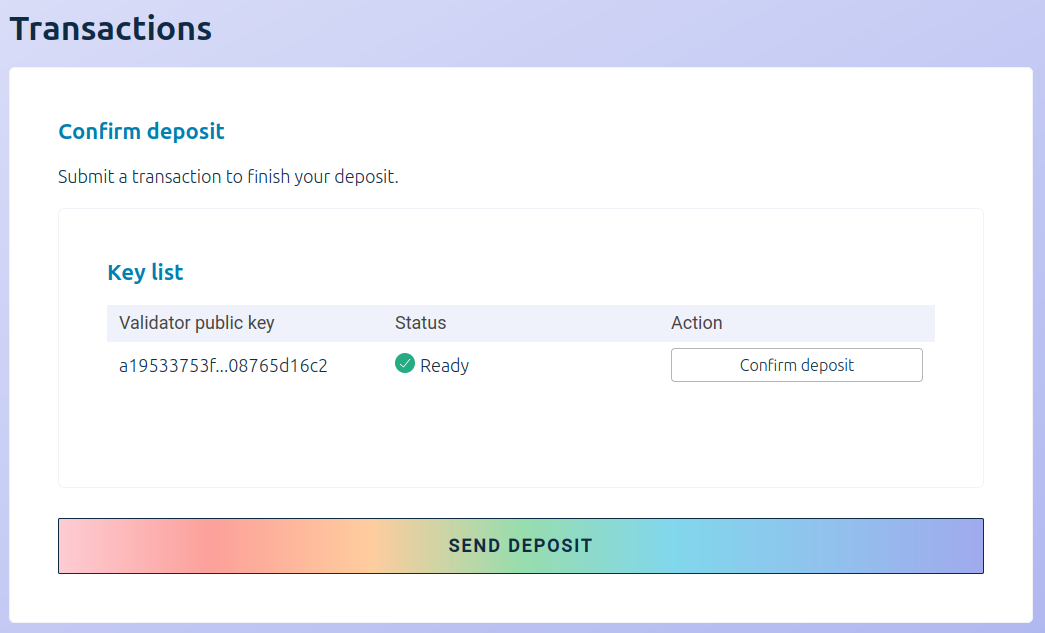 Transactions
Confirm deposit
Submit a transaction to finish your deposit.
Key list
Validator public key Status Action
a19533753f...08765d16c2 Ready Confirm deposit
SEND DEPOSIT